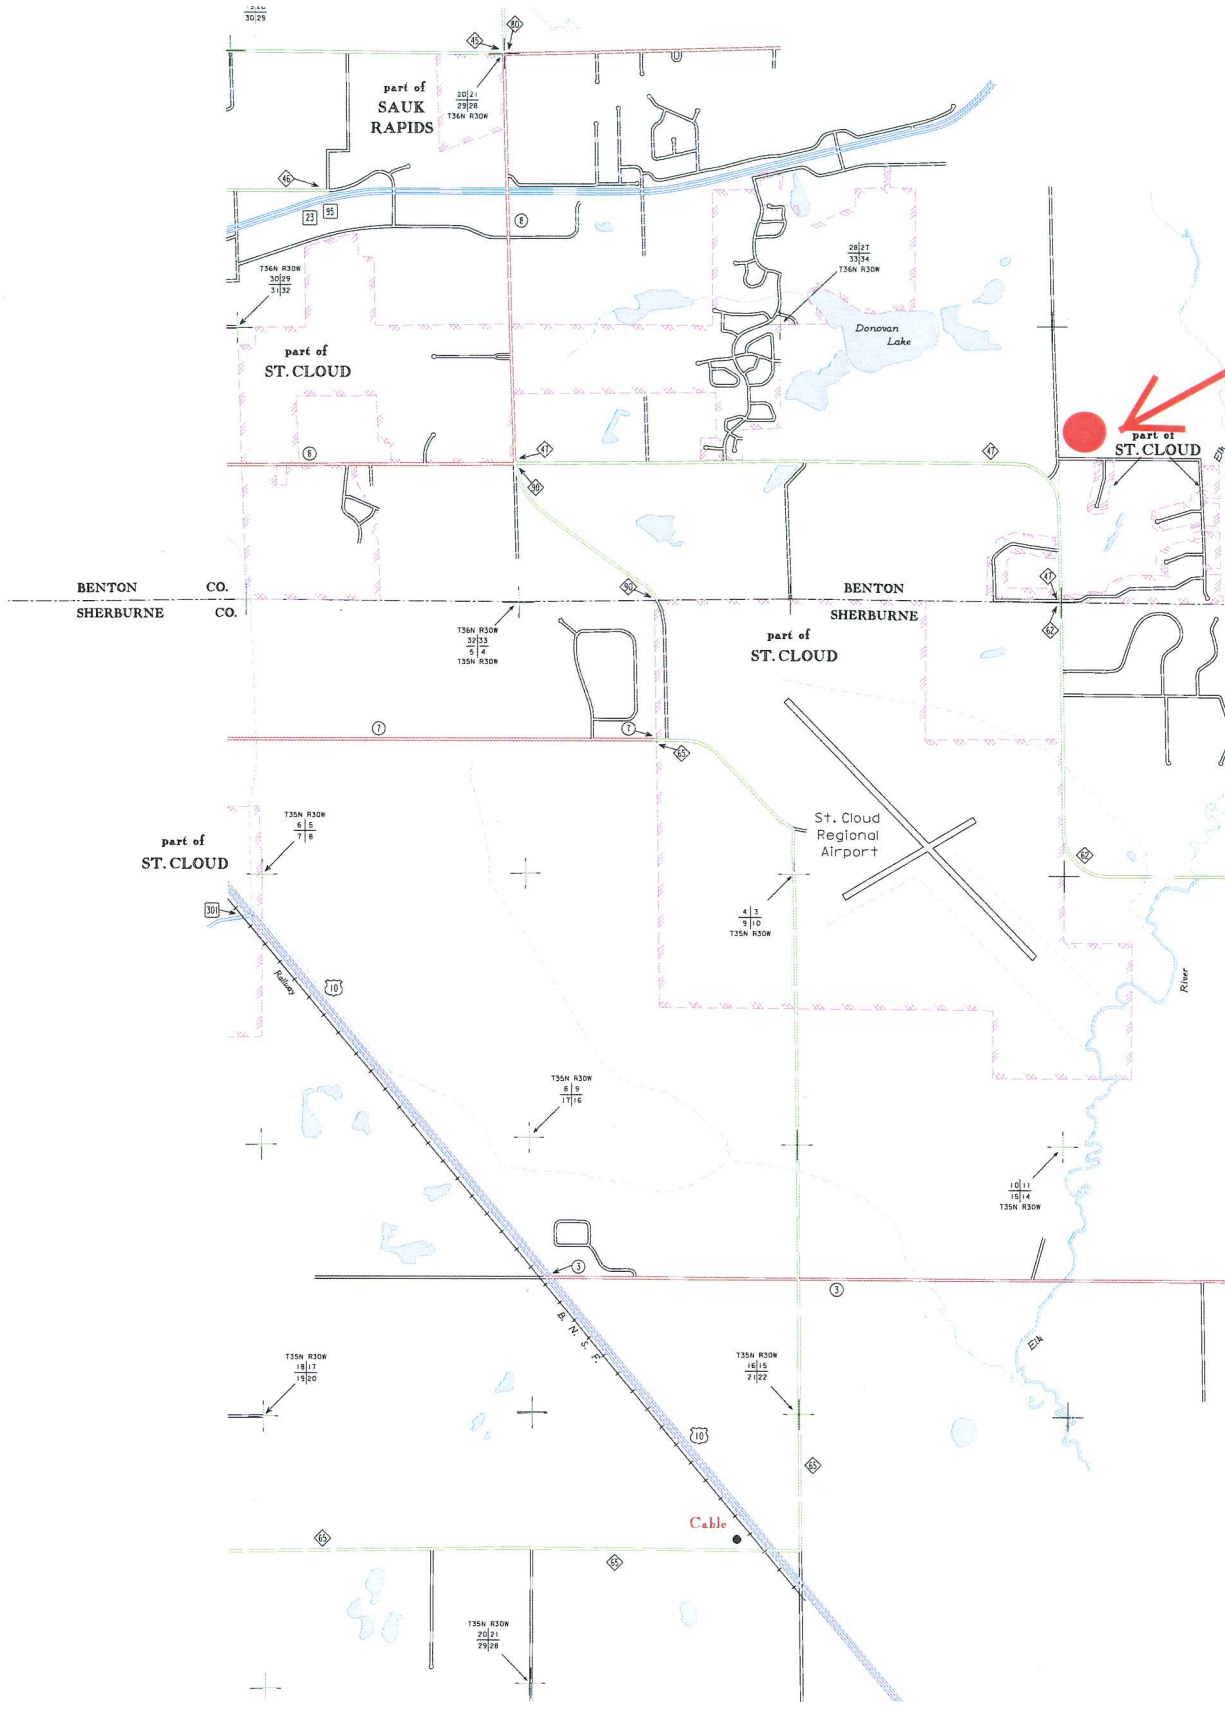 30|29
45
80
part of
SAUK
RAPIDS
20|21
29|28
T36N R30W
46
23
95
8
T36N R30W
30|29
31|32
28|27
33|34
T36N R30W
Donovan
Lake
part of
ST. CLOUD
8
47
90
47
part of
ST. CLOUD
Elk
BENTON CO.
SHERBURNE CO.
90
BENTON
SHERBURNE
47
62
T36N R30W
32|33
5|4
T35N R30W
part of
ST. CLOUD
7
7
65
T35N R30W
6|5
7|8
St. Cloud
Regional
Airport
part of
ST. CLOUD
62
301
4|3
9|10
T35N R30W
Railway
10
River
T35N R30W
8|9
17|16
10|11
15|14
T35N R30W
3
3
B. N. S. F.
Elk
T35N R30W
18|17
19|20
T35N R30W
16|15
21|22
10
65
Cable
65
65
T35N R30W
20|21
29|28